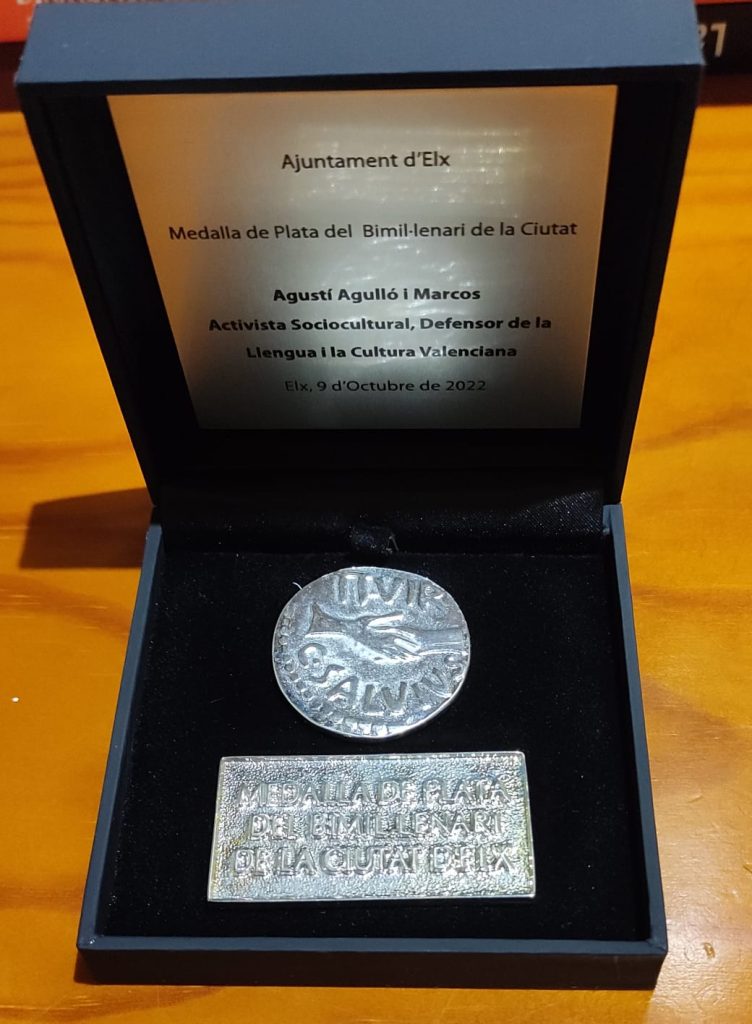 Ajuntament d'Elx
Medalla de Plata del Bimil·lenari de la Ciutat
Agustí Agulló i Marcos
Activista Sociocultural, Defensor de la
Llengua i la Cultura Valenciana
Elx, 9 d'Octubre de 2022
II VIR
C·SALVIVS
MEDALLA DE PLATA
DEL BIMIL·LENARI
DE LA CIUTAT D'ELX